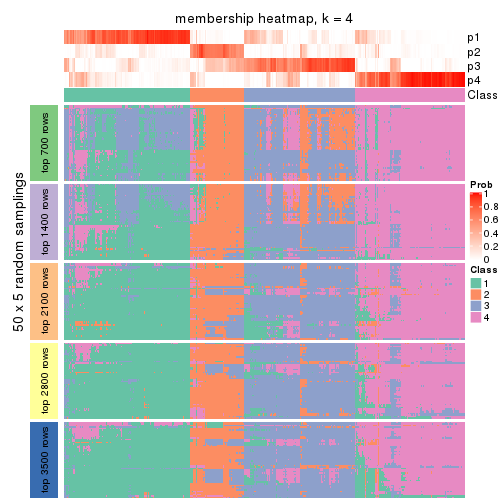 membership heatmap, k = 4
p1
p2
p3
p4
Class
50 x 5 random samplings
top 700 rows
top 1400 rows
top 2100 rows
top 2800 rows
top 3500 rows
Prob
1
0.8
0.6
0.4
0.2
0
Class
1
2
3
4